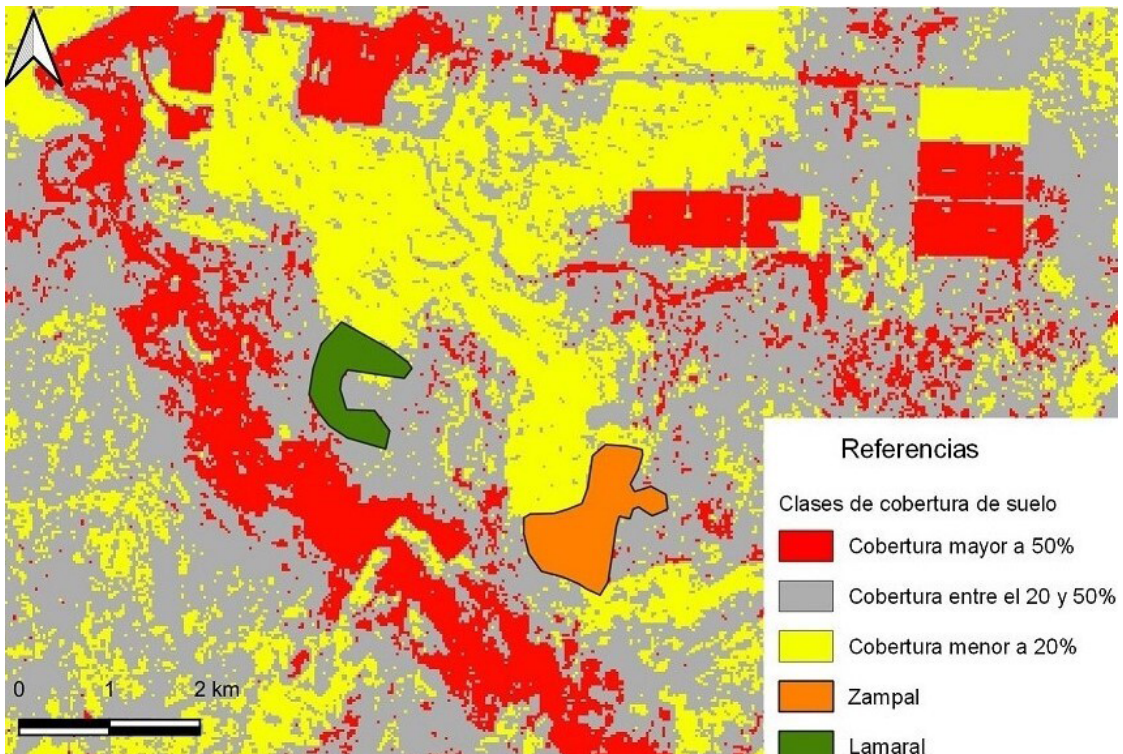 Referencias
Clases de cobertura de suelo
Cobertura mayor a 50%
Cobertura entre el 20 y 50%
Cobertura menor a 20%
Zampal
Lamaral
0 1 2 km